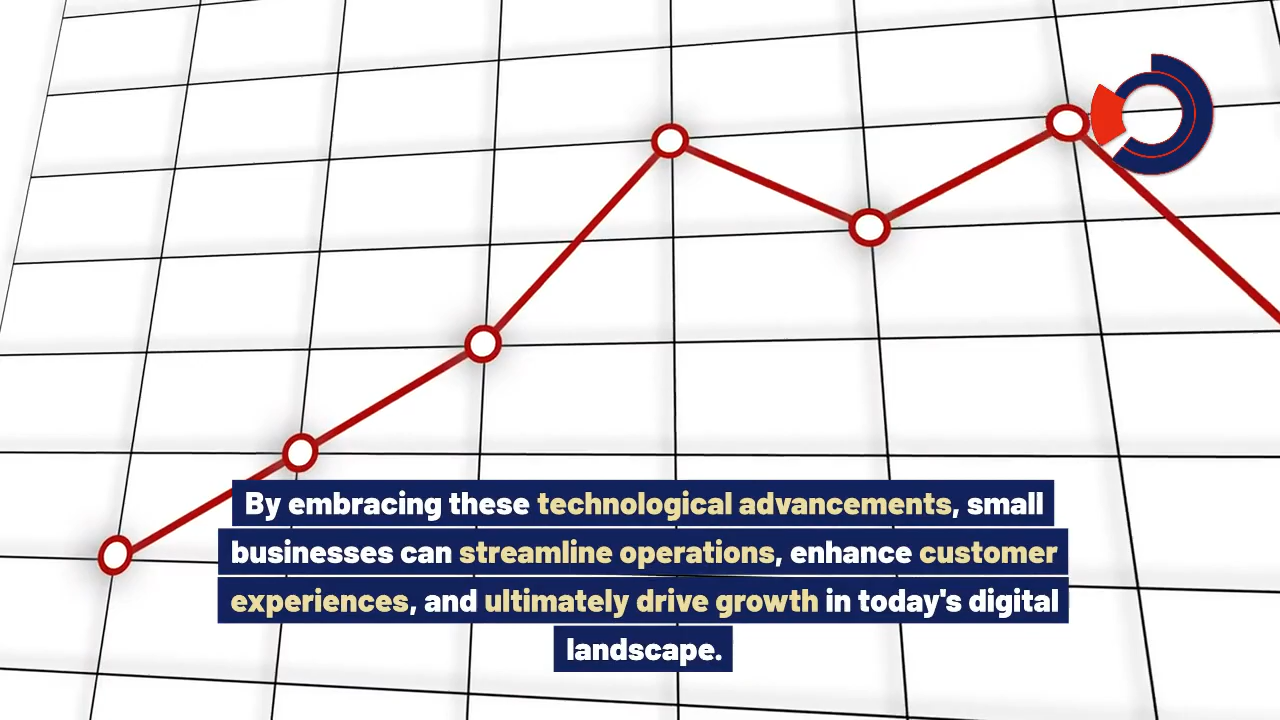 By embracing these technological advancements, small
businesses can streamline operations, enhance customer
experiences, and ultimately drive growth in today's digital
landscape.